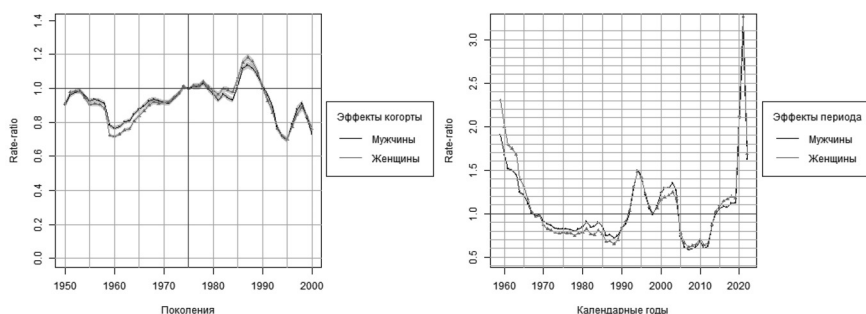 1.4
1.2
1.0
0.8
0.6
0.4
0.2
0.0
Rate-ratio
1950 1960 1970 1980 1990 2000
Поколения
Эффекты когорты
Мужчины
Женщины
3.0
2.5
2.0
1.5
1.0
0.5
Rate-ratio
1960 1970 1980 1990 2000 2010 2020
Календарные годы
Эффекты периода
Мужчины
Женщины